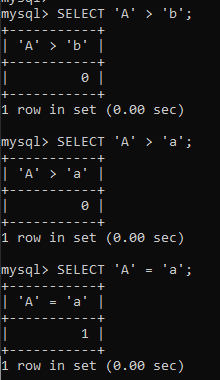 mysql> SELECT 'A' > 'b';
+-----------+
| 'A' > 'b' |
+-----------+
|         0 |
+-----------+
1 row in set (0.00 sec)
mysql> SELECT 'A' > 'a';
+-----------+
| 'A' > 'a' |
+-----------+
|         0 |
+-----------+
1 row in set (0.00 sec)
mysql> SELECT 'A' = 'a';
+-----------+
| 'A' = 'a' |
+-----------+
|         1 |
+-----------+
1 row in set (0.00 sec)